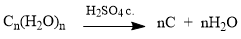 Cₙ(H₂O)ₙ —H₂SO₄ c.→ nC + nH₂O